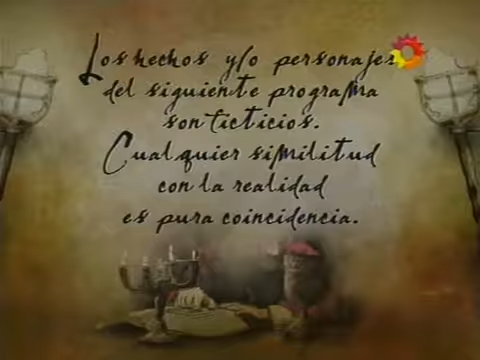 Los hechos y/o personajes
del siguiente programa
son ficticios.
Cualquier similitud
con la realidad
es pura coincidencia.